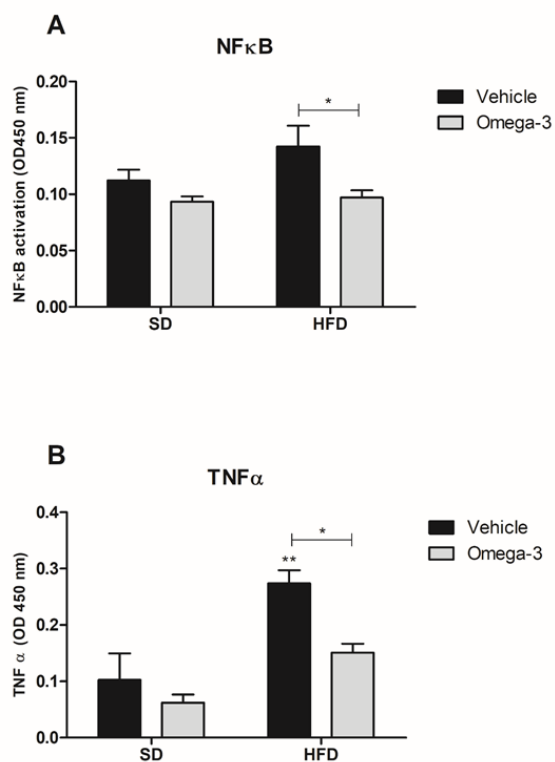 A
NFκB
NFκB activation (OD450 nm)
0.20
0.15
0.10
0.05
0.00
*
SD
HFD
Vehicle
Omega-3
B
TNFα
TNF α (OD 450 nm)
0.4
0.3
0.2
0.1
0.0
**
*
SD
HFD
Vehicle
Omega-3